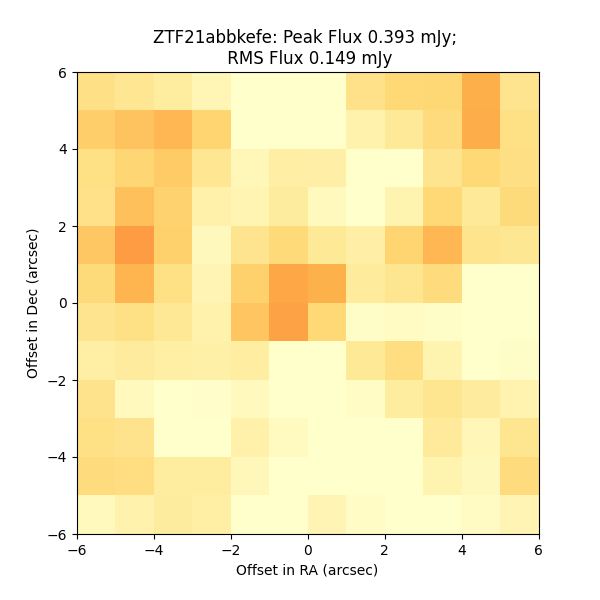 ZTF21abbkefe: Peak Flux 0.393 mJy;
RMS Flux 0.149 mJy
6
4
2
0
−2
−4
−6
Offset in Dec (arcsec)
−6 −4 −2 0 2 4 6
Offset in RA (arcsec)